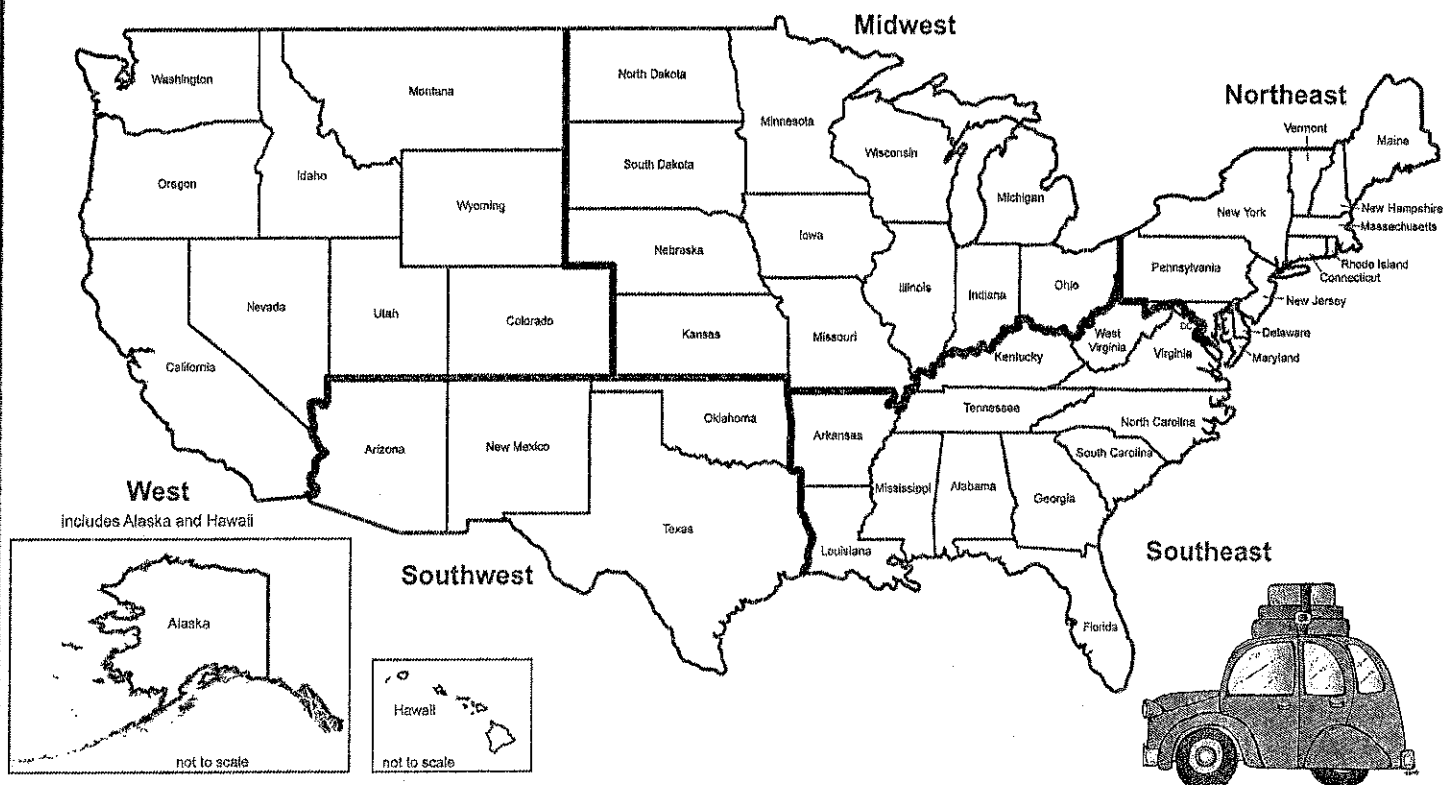 Midwest
Northeast
Washington
Montana
North Dakota
Minnesota
Vermont
Maine
Oregon
Idaho
Wyoming
South Dakota
Wisconsin
Michigan
New York
New Hampshire
Massachusetts
Nebraska
Iowa
Pennsylvania
Rhode Island
Connecticut
Nevada
Utah
Colorado
Kansas
Missouri
Illinois
Indiana
Ohio
New Jersey
West
Virginia
DC
Delaware
Maryland
California
Kentucky
Virginia
Arizona
New Mexico
Oklahoma
Arkansas
Tennessee
North Carolina
South Carolina
West
includes Alaska and Hawaii
Texas
Mississippi
Alabama
Georgia
Louisiana
Southwest
Southeast
Florida
Alaska
not to scale
Hawaii
not to scale